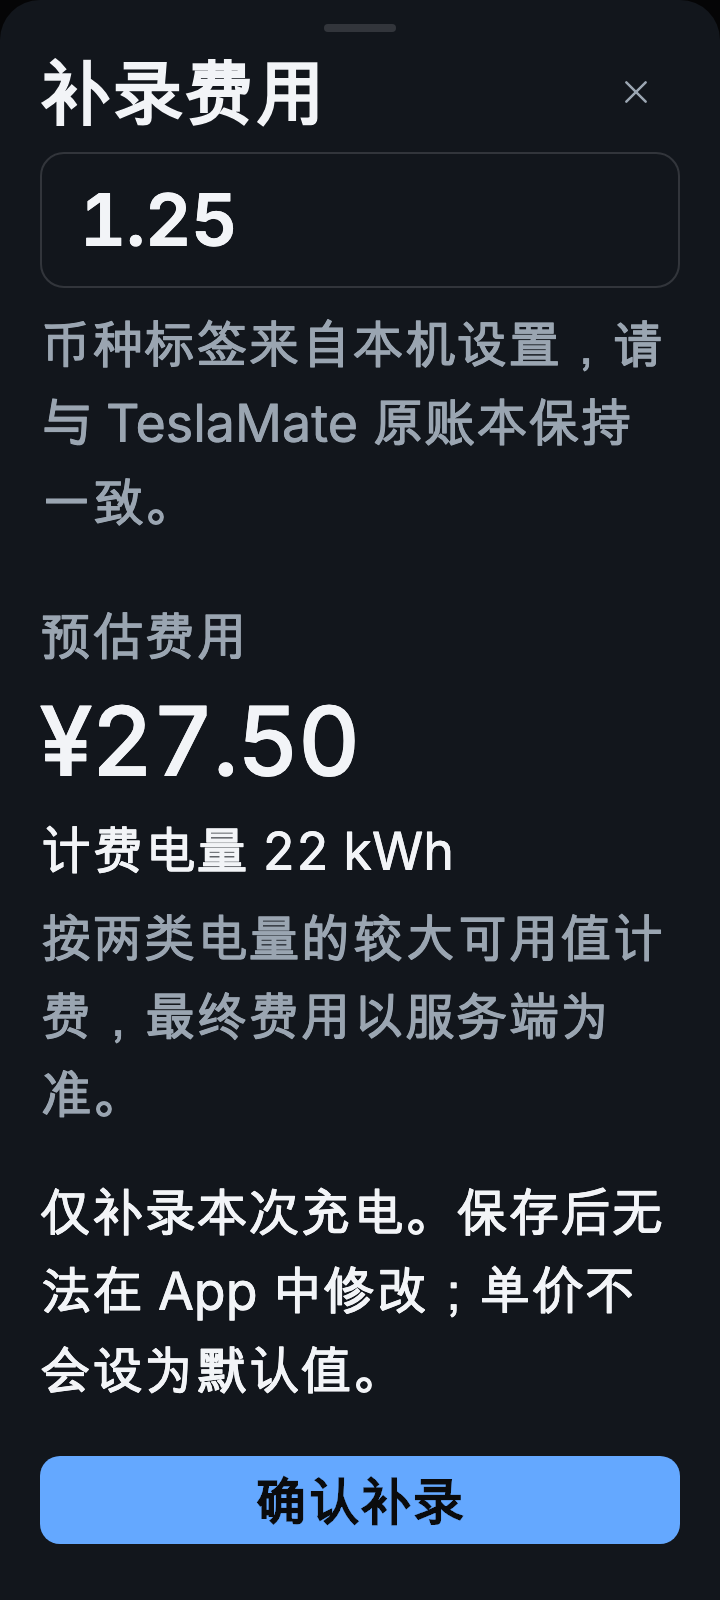 补录费用
1.25
币种标签来自本机设置，请
与 TeslaMate 原账本保持
一致。
预估费用
¥27.50
计费电量 22 kWh
按两类电量的较大可用值计
费，最终费用以服务端为
准。
仅补录本次充电。保存后无
法在 App 中修改；单价不
会设为默认值。
确认补录